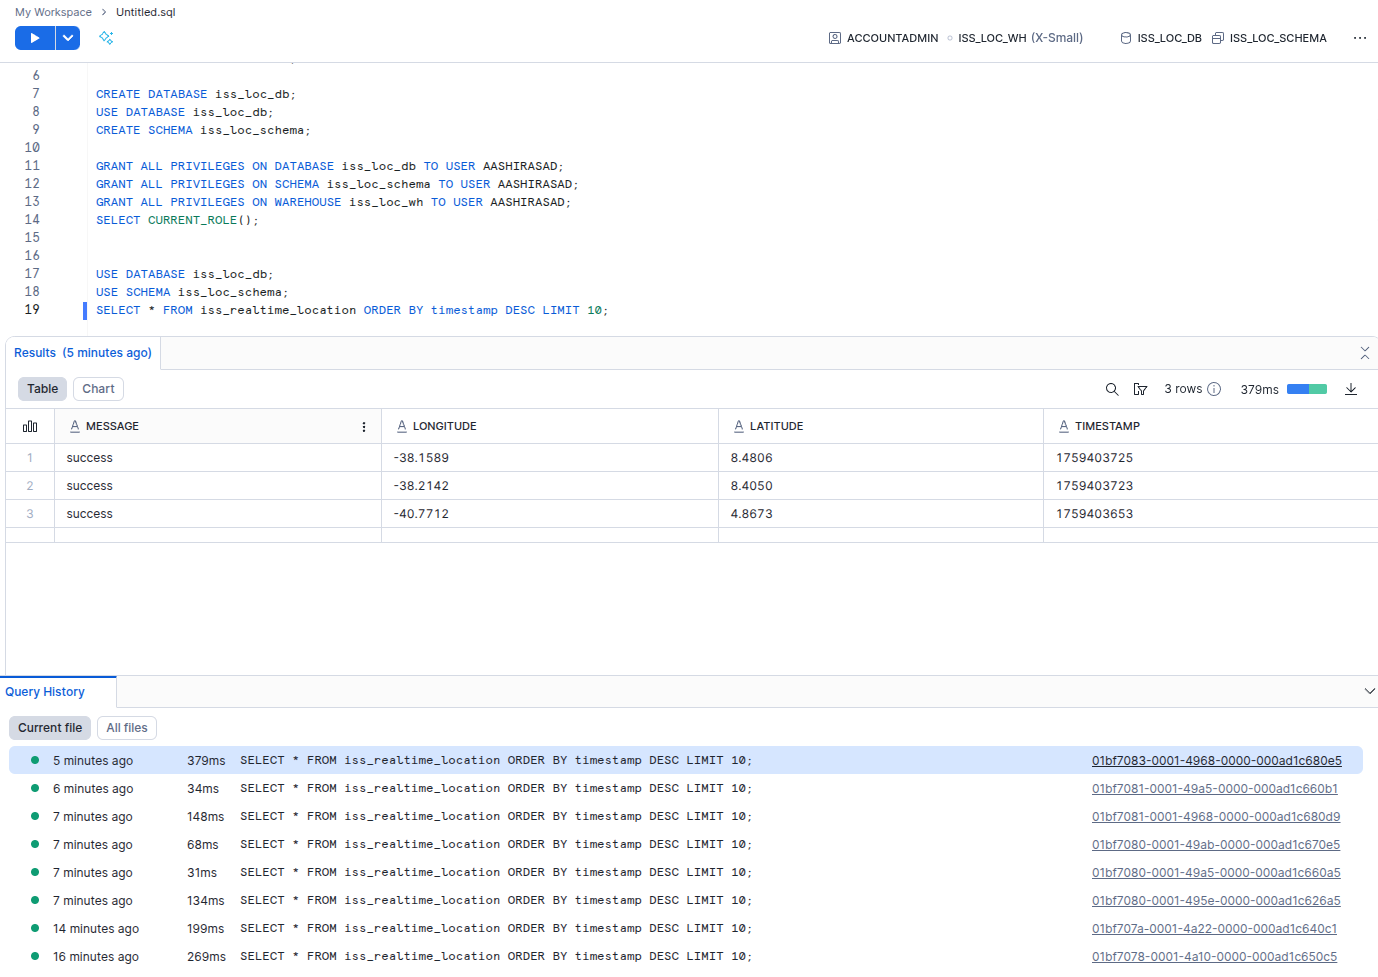 My Workspace > Untitled.sql
ACCOUNTADMIN ISS_LOC_WH (X-Small) ISS_LOC_DB ISS_LOC_SCHEMA ...
6
7 CREATE DATABASE iss_loc_db;
8 USE DATABASE iss_loc_db;
9 CREATE SCHEMA iss_loc_schema;
10
11 GRANT ALL PRIVILEGES ON DATABASE iss_loc_db TO USER AASHIRASAD;
12 GRANT ALL PRIVILEGES ON SCHEMA iss_loc_schema TO USER AASHIRASAD;
13 GRANT ALL PRIVILEGES ON WAREHOUSE iss_loc_wh TO USER AASHIRASAD;
14 SELECT CURRENT_ROLE();
15
16
17 USE DATABASE iss_loc_db;
18 USE SCHEMA iss_loc_schema;
19 SELECT * FROM iss_realtime_location ORDER BY timestamp DESC LIMIT 10;
Results (5 minutes ago)
Table Chart 3 rows 379ms
A MESSAGE A LONGITUDE A LATITUDE A TIMESTAMP
1 success -38.1589 8.4806 1759403725
2 success -38.2142 8.4050 1759403723
3 success -40.7712 4.8673 1759403653
Query History
Current file All files
5 minutes ago 379ms SELECT * FROM iss_realtime_location ORDER BY timestamp DESC LIMIT 10; 01bf7083-0001-4968-0000-000ad1c680e5
6 minutes ago 34ms SELECT * FROM iss_realtime_location ORDER BY timestamp DESC LIMIT 10; 01bf7081-0001-49a5-0000-000ad1c660b1
7 minutes ago 148ms SELECT * FROM iss_realtime_location ORDER BY timestamp DESC LIMIT 10; 01bf7081-0001-4968-0000-000ad1c680d9
7 minutes ago 68ms SELECT * FROM iss_realtime_location ORDER BY timestamp DESC LIMIT 10; 01bf7080-0001-49ab-0000-000ad1c670e5
7 minutes ago 31ms SELECT * FROM iss_realtime_location ORDER BY timestamp DESC LIMIT 10; 01bf7080-0001-49a5-0000-000ad1c660a5
7 minutes ago 134ms SELECT * FROM iss_realtime_location ORDER BY timestamp DESC LIMIT 10; 01bf7080-0001-495e-0000-000ad1c626a5
14 minutes ago 199ms SELECT * FROM iss_realtime_location ORDER BY timestamp DESC LIMIT 10; 01bf707a-0001-4a22-0000-000ad1c640c1
16 minutes ago 269ms SELECT * FROM iss_realtime_location ORDER BY timestamp DESC LIMIT 10; 01bf7078-0001-4a10-0000-000ad1c650c5